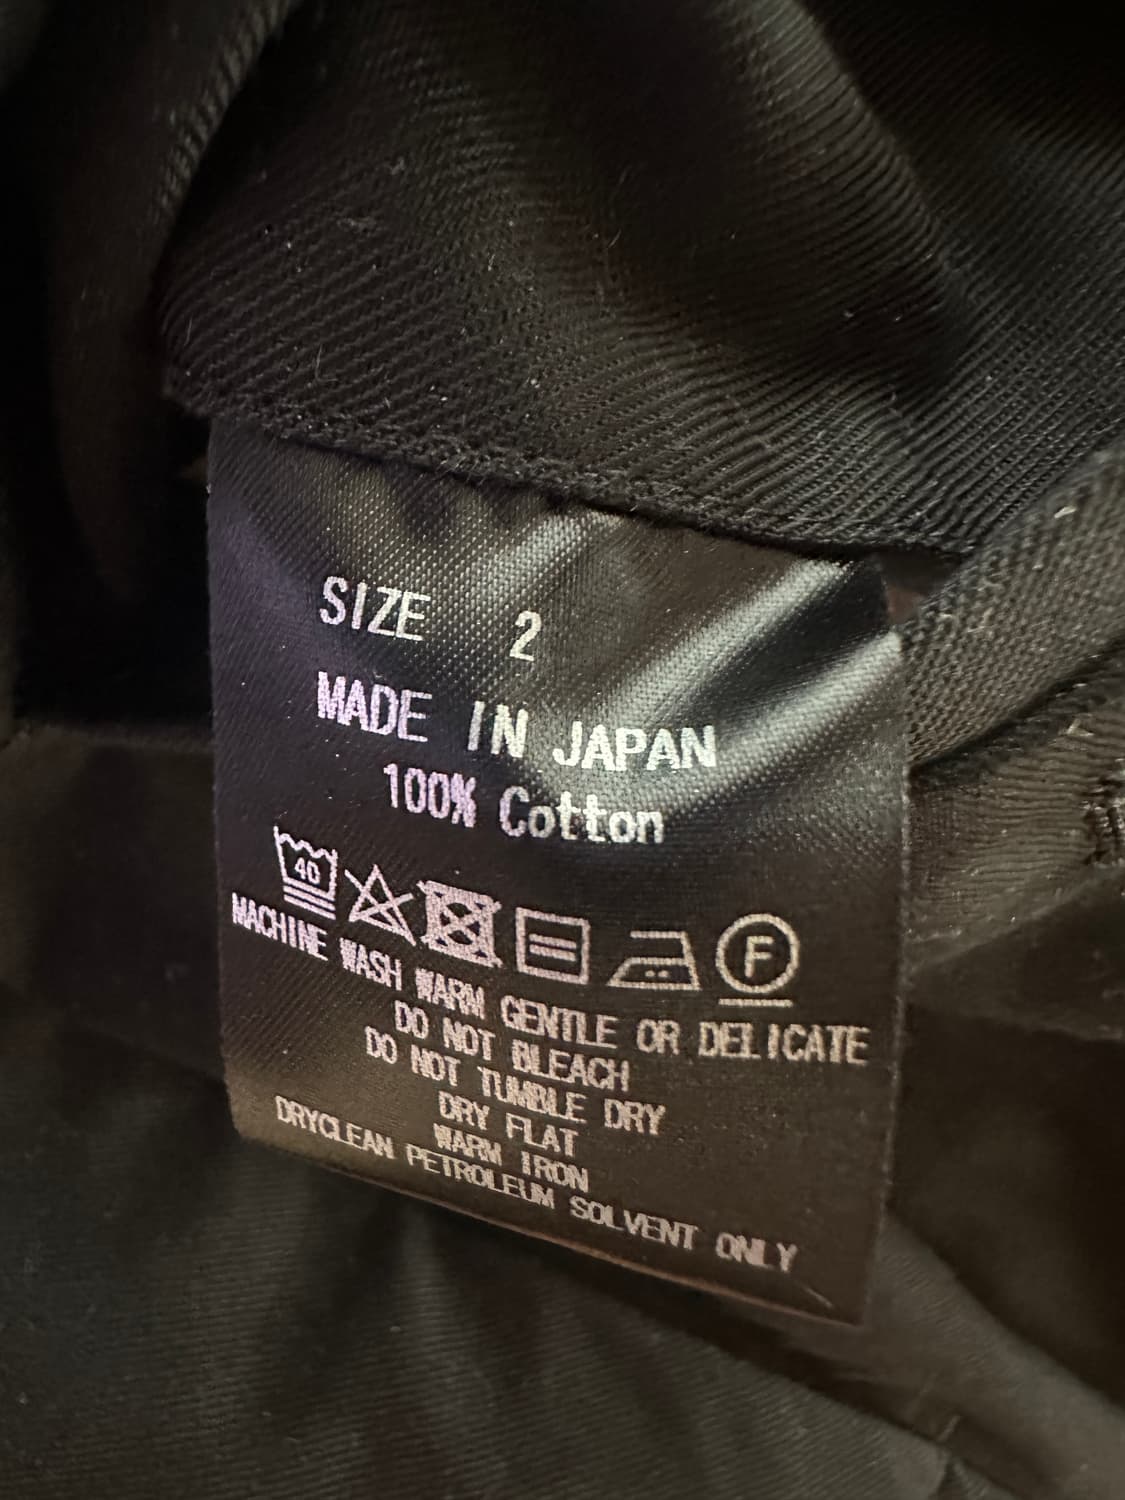 SIZE 2
MADE IN JAPAN
100% Cotton
40 F
MACHINE WASH WARM GENTLE OR DELICATE
DO NOT BLEACH
DO NOT TUMBLE DRY
DRY FLAT
WARM IRON
DRYCLEAN PETROLEUM SOLVENT ONLY